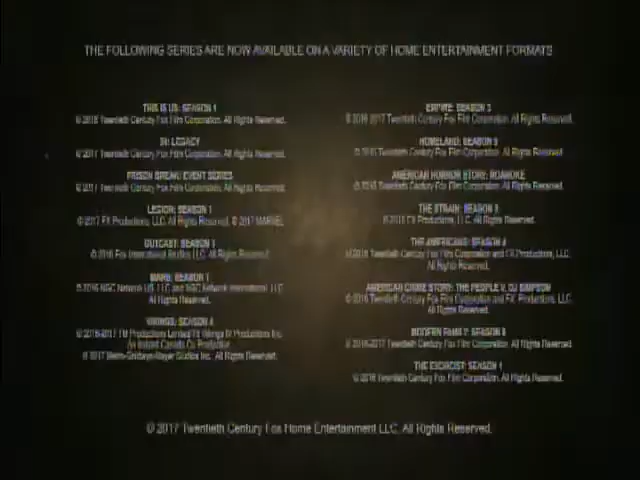 THE FOLLOWING SERIES ARE NOW AVAILABLE ON A VARIETY OF HOME ENTERTAINMENT FORMATS
THIS IS US: SEASON 1
© 2016 Twentieth Century Fox Film Corporation. All Rights Reserved.
24: LEGACY
© 2017 Twentieth Century Fox Film Corporation. All Rights Reserved.
PRISON BREAK: EVENT SERIES
© 2017 Twentieth Century Fox Film Corporation. All Rights Reserved.
LEGION: SEASON 1
© 2017 FX Productions, LLC. All Rights Reserved. © 2017 MARVEL
OUTCAST: SEASON 1
© 2016 Fox International Studios LLC. All Rights Reserved.
MARS: SEASON 1
© 2016 NGC Network US, LLC and NGC Network International LLC.
All Rights Reserved.
VIKINGS: SEASON 4
© 2016-2017 TM Productions Limited/T5 Vikings IV Productions Inc.
An Ireland-Canada Co-Production
© 2017 Metro-Goldwyn-Mayer Studios Inc. All Rights Reserved.
EMPIRE: SEASON 3
© 2016-2017 Twentieth Century Fox Film Corporation. All Rights Reserved.
HOMELAND: SEASON
© 2016 Twentieth Century Fox Film Corporation. All Rights Reserved.
AMERICAN HORROR STORY: ROANOKE
© 2016 Twentieth Century Fox Film Corporation. All Rights Reserved.
THE STRAIN: SEASON 3
© 2016 FX Productions, LLC. All Rights Reserved.
THE AMERICANS: SEASON 4
© 2016 Twentieth Century Fox Film Corporation and FX Productions, LLC.
All Rights Reserved.
AMERICAN CRIME STORY: THE PEOPLE V. OJ SIMPSON
© 2016 Twentieth Century Fox Film Corporation and FX Productions, LLC.
All Rights Reserved.
MODERN FAMILY: SEASON 8
© 2016-2017 Twentieth Century Fox Film Corporation. All Rights Reserved.
THE EXORCIST: SEASON 1
© 2016 Twentieth Century Fox Film Corporation. All Rights Reserved.
© 2017 Twentieth Century Fox Home Entertainment LLC. All Rights Reserved.